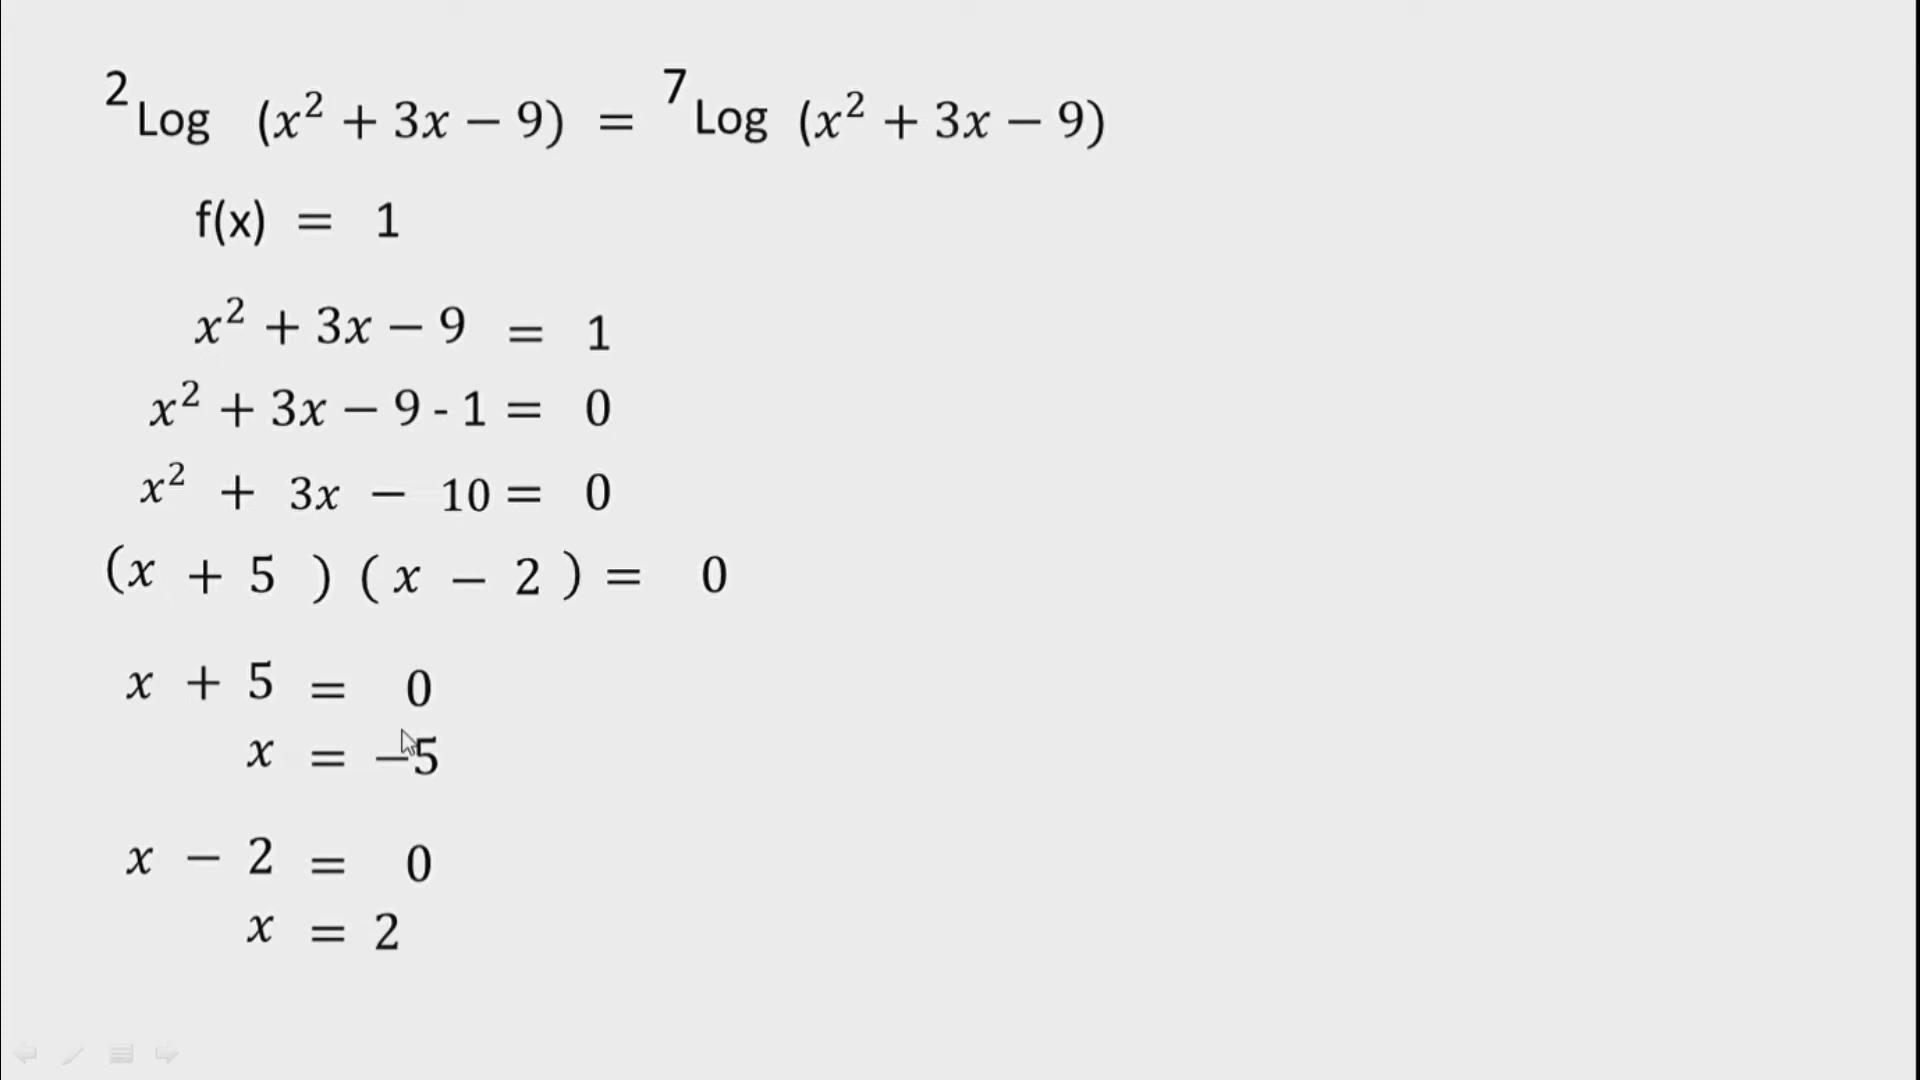 ²Log (x² + 3x − 9) = ⁷Log (x² + 3x − 9)
f(x) = 1
x² + 3x − 9 = 1
x² + 3x − 9 - 1 = 0
x² + 3x − 10 = 0
(x + 5 ) ( x − 2 ) = 0
x + 5 = 0
x = −5
x − 2 = 0
x = 2